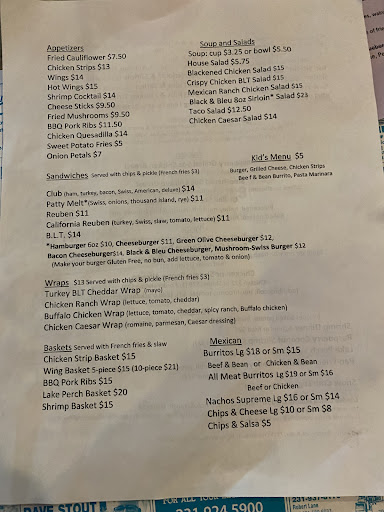 Appetizers
Fried Cauliflower $7.50
Chicken Strips $13
Wings $14
Hot Wings $15
Shrimp Cocktail $14
Cheese Sticks $9.50
Fried Mushrooms $9.50
BBQ Pork Ribs $11.50
Chicken Quesadilla $14
Sweet Potato Fries $5
Onion Petals $7
Soup and Salads
Soup: cup $3.25 or bowl $5.50
House Salad $5.75
Blackened Chicken Salad $15
Crispy Chicken BLT Salad $15
Mexican Ranch Chicken Salad $15
Black & Bleu 8oz Sirloin* Salad $23
Taco Salad $12.50
Chicken Caesar Salad $14
Kid's Menu $5
Burger, Grilled Cheese, Chicken Strips
Beef & Bean Burrito, Pasta Marinara
Sandwiches Served with chips & pickle (french fries $3)
Club (ham, turkey, bacon, Swiss, American, deluxe) $14
Patty Melt*(Swiss, onions, thousand island, rye) $11
Reuben $11
California Reuben (turkey, Swiss, slaw, tomato, lettuce) $11
B.L.T. $14
*Hamburger 6oz $10, Cheeseburger $11, Green Olive Cheeseburger $12,
Bacon Cheeseburger$14, Black & Bleu Cheeseburger, Mushroom-Swiss Burger $12
(Make your burger Gluten Free, no bun, add lettuce, tomato & onion)
Wraps $13 Served with chips & pickle (French fries $3)
Turkey BLT Cheddar Wrap (mayo)
Chicken Ranch Wrap (lettuce, tomato, cheddar)
Buffalo Chicken Wrap (lettuce, tomato, cheddar, spicy ranch, Buffalo chicken)
Chicken Caesar Wrap (romaine, parmesan, Caesar dressing)
Baskets Served with French fries & slaw
Chicken Strip Basket $15
Wing Basket 5-piece $15 (10-piece $21)
BBQ Pork Ribs $15
Lake Perch Basket $20
Shrimp Basket $15
Mexican
Burritos Lg $18 or Sm $15
Beef & Bean or Chicken & Bean
All Meat Burritos Lg $19 or Sm $16
Beef or Chicken
Nachos Supreme Lg $16 or Sm $14
Chips & Cheese Lg $10 or Sm $8
Chips & Salsa $5
DAVE STOUT
FOR ALL YOUR
231.924.5900
Robert Lane